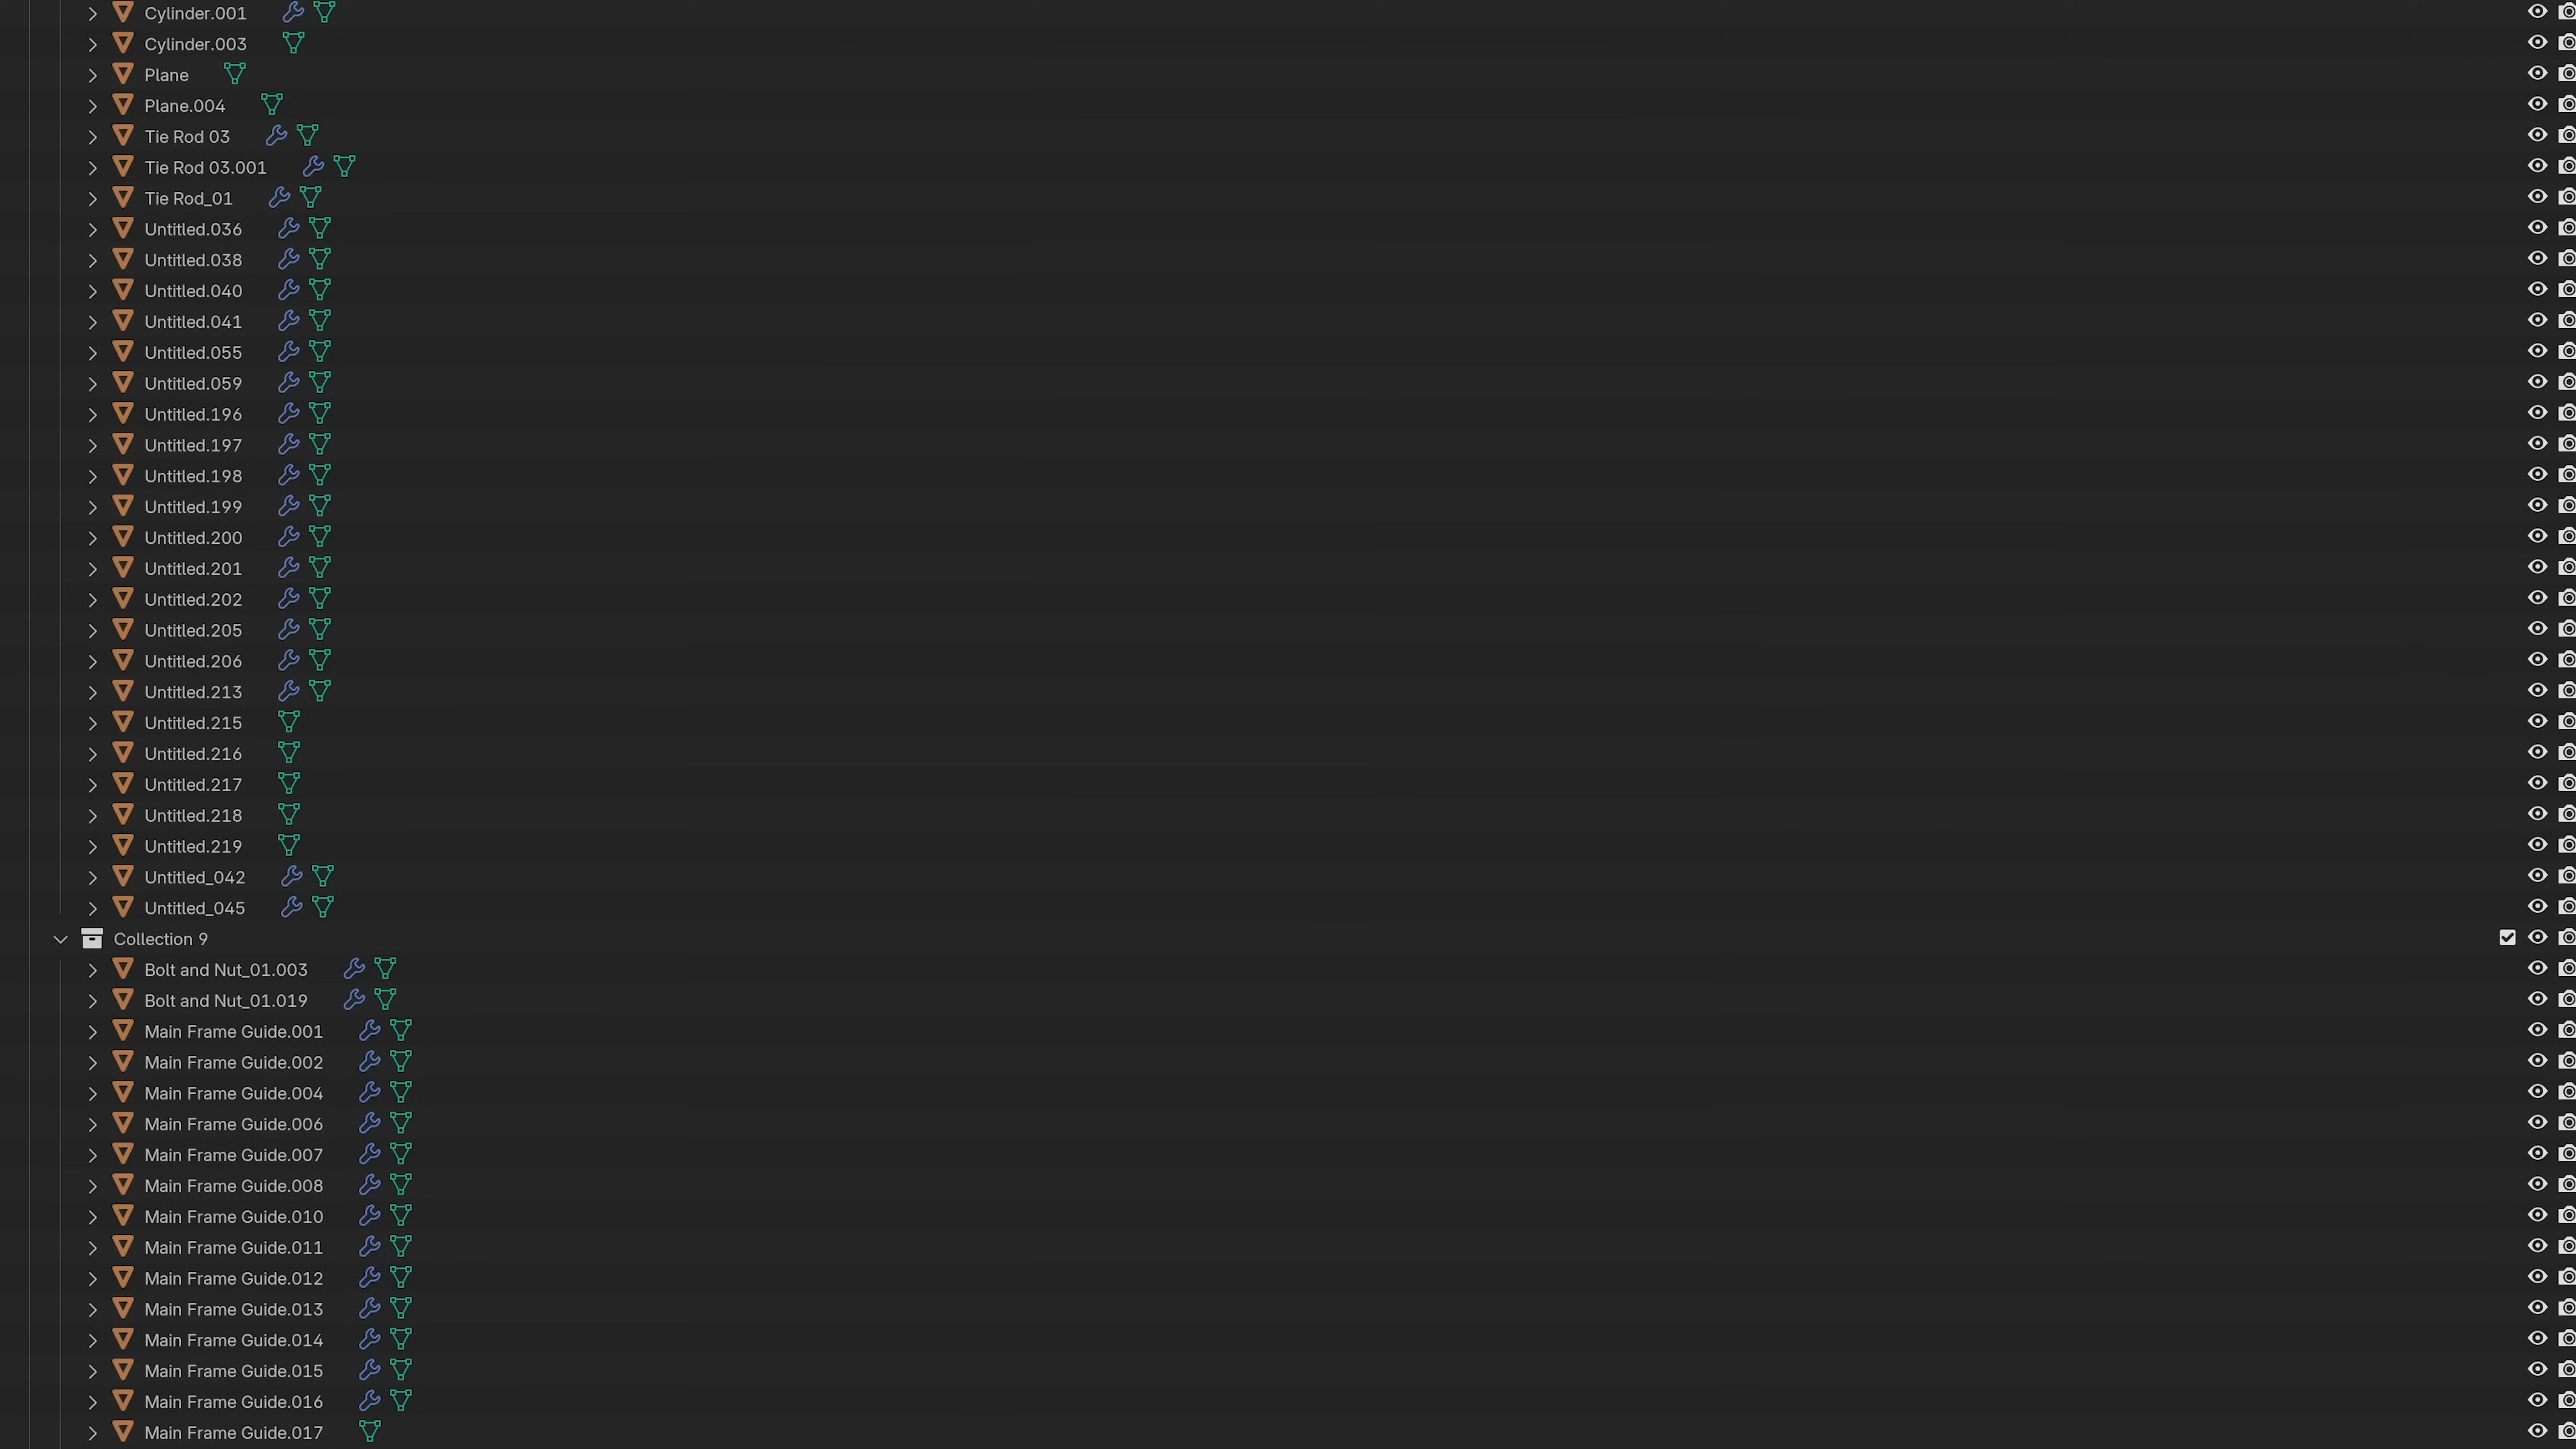 Cylinder.001
Cylinder.003
Plane
Plane.004
Tie Rod 03
Tie Rod 03.001
Tie Rod_01
Untitled.036
Untitled.038
Untitled.040
Untitled.041
Untitled.055
Untitled.059
Untitled.196
Untitled.197
Untitled.198
Untitled.199
Untitled.200
Untitled.201
Untitled.202
Untitled.205
Untitled.206
Untitled.213
Untitled.215
Untitled.216
Untitled.217
Untitled.218
Untitled.219
Untitled_042
Untitled_045
Collection 9
Bolt and Nut_01.003
Bolt and Nut_01.019
Main Frame Guide.001
Main Frame Guide.002
Main Frame Guide.004
Main Frame Guide.006
Main Frame Guide.007
Main Frame Guide.008
Main Frame Guide.010
Main Frame Guide.011
Main Frame Guide.012
Main Frame Guide.013
Main Frame Guide.014
Main Frame Guide.015
Main Frame Guide.016
Main Frame Guide.017